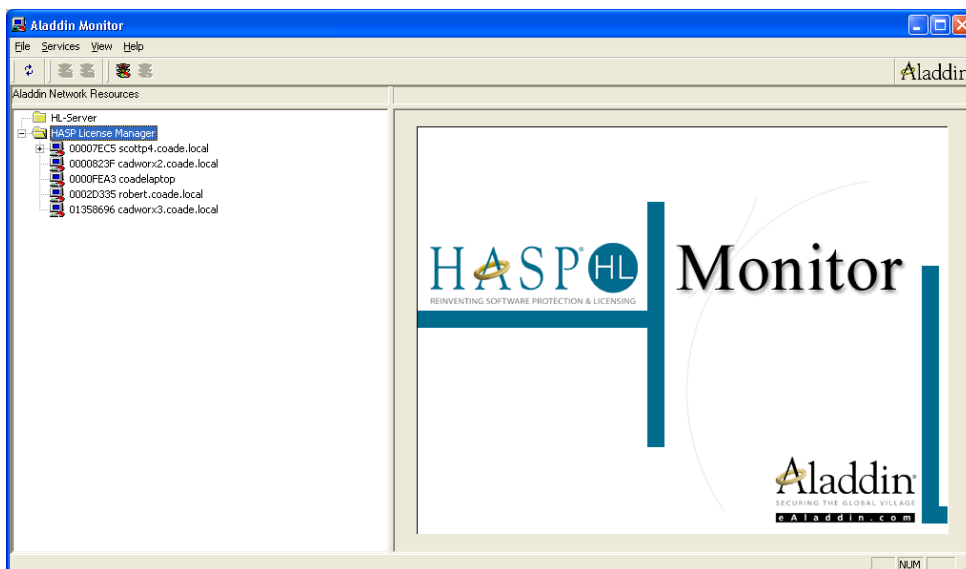 Aladdin Monitor
File Services View Help
Aladdin
Aladdin Network Resources
HL-Server
HASP License Manager
00007EC5 scottp4.coade.local
0000823F cadworx2.coade.local
0000FEA3 coadelaptop
0002D335 robert.coade.local
01358696 cadworx3.coade.local
HASP® HL Monitor
REINVENTING SOFTWARE PROTECTION & LICENSING
Aladdin®
SECURING THE GLOBAL VILLAGE
eAladdin.com
NUM